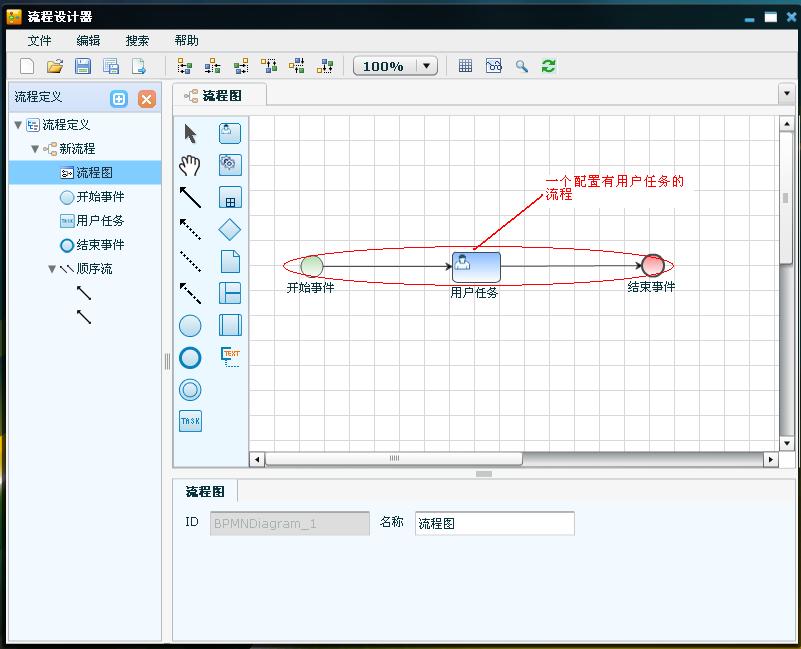 流程设计器
文件 编辑 搜索 帮助
100%
流程定义
流程定义
新流程
流程图
开始事件
TASK 用户任务
结束事件
顺序流
流程图
TEXT
TASK
一个配置有用户任务的
流程
开始事件
用户任务
结束事件
流程图
ID BPMNDiagram_1 名称 流程图